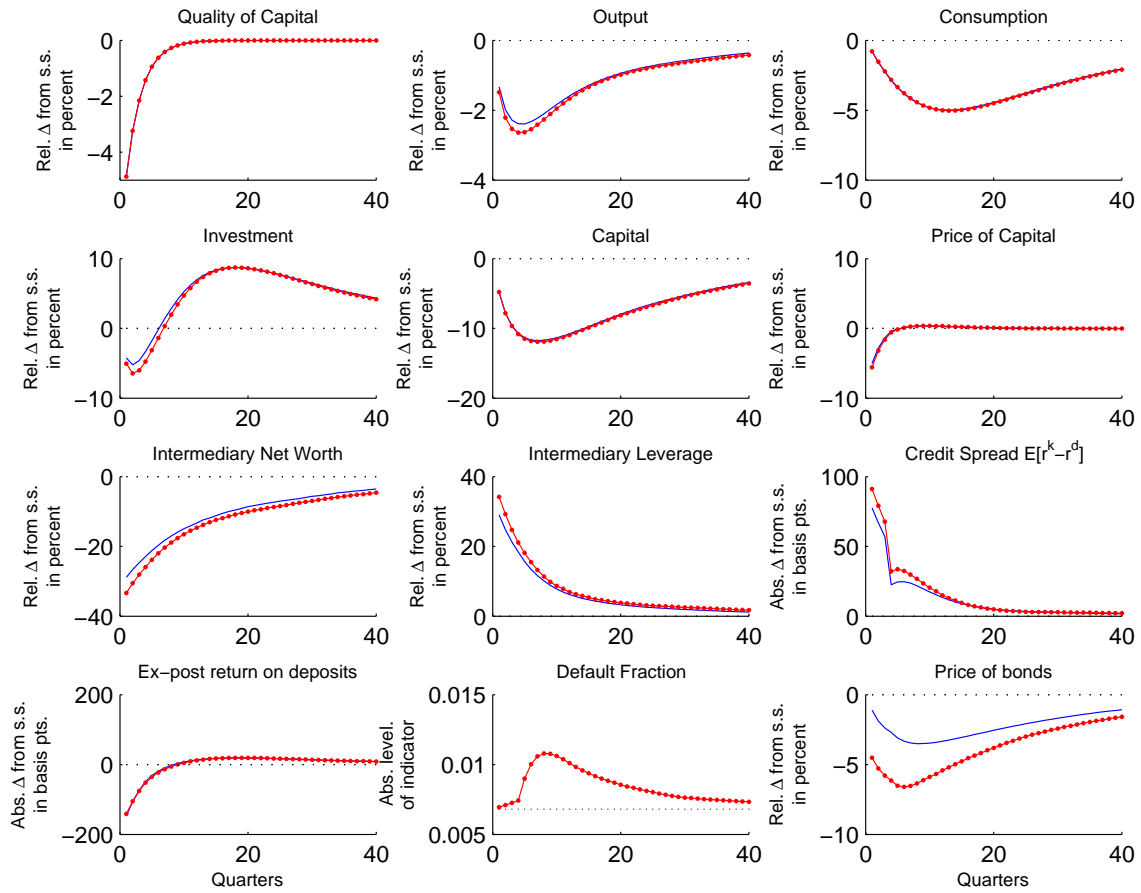 Quality of Capital
Rel. Δ from s.s.
in percent
0
−2
−4
0
20
40
Output
Rel. Δ from s.s.
in percent
0
−2
−4
0
20
40
Consumption
Rel. Δ from s.s.
in percent
0
−5
−10
0
20
40
Investment
Rel. Δ from s.s.
in percent
10
0
−10
0
20
40
Capital
Rel. Δ from s.s.
in percent
0
−10
−20
0
20
40
Price of Capital
Rel. Δ from s.s.
in percent
10
0
−10
0
20
40
Intermediary Net Worth
Rel. Δ from s.s.
in percent
0
−20
−40
0
20
40
Intermediary Leverage
Rel. Δ from s.s.
in percent
40
20
0
0
20
40
Credit Spread E[r^k−r^d]
Abs. Δ from s.s.
in basis pts.
100
50
0
0
20
40
Ex−post return on deposits
Abs. Δ from s.s.
in basis pts.
200
0
−200
0
20
40
Quarters
Default Fraction
Abs. level.
of indicator
0.015
0.01
0.005
0
20
40
Price of bonds
Rel. Δ from s.s.
in percent
0
−5
−10
0
20
40
Quarters